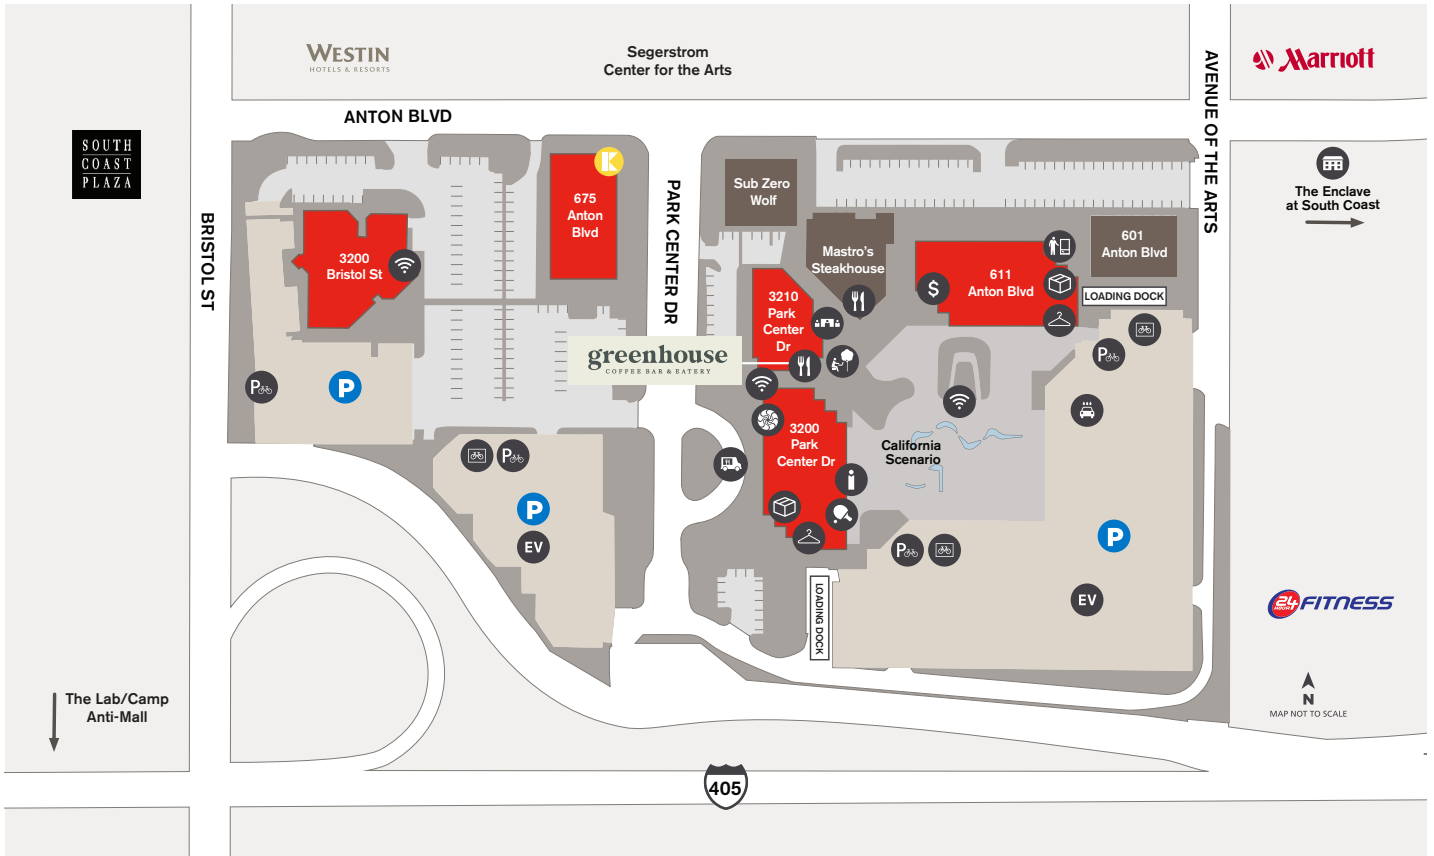 WESTIN
HOTELS & RESORTS
Segerstrom
Center for the Arts
Marriott
AVENUE OF THE ARTS
ANTON BLVD
SOUTH
COAST
PLAZA
K
The Enclave
at South Coast
675
Anton
Blvd
Sub Zero
Wolf
PARK CENTER DR
BRISTOL ST
3200
Bristol St
Mastro's
Steakhouse
601
Anton Blvd
611
Anton Blvd
$
LOADING DOCK
3210
Park
Center
Dr
greenhouse
COFFEE BAR & EATERY
P
P
P
3200
Park
Center Dr
California
Scenario
P
P
EV
P
P
EV
LOADING DOCK
24
HOUR
FITNESS
The Lab/Camp
Anti-Mall
N
MAP NOT TO SCALE
405